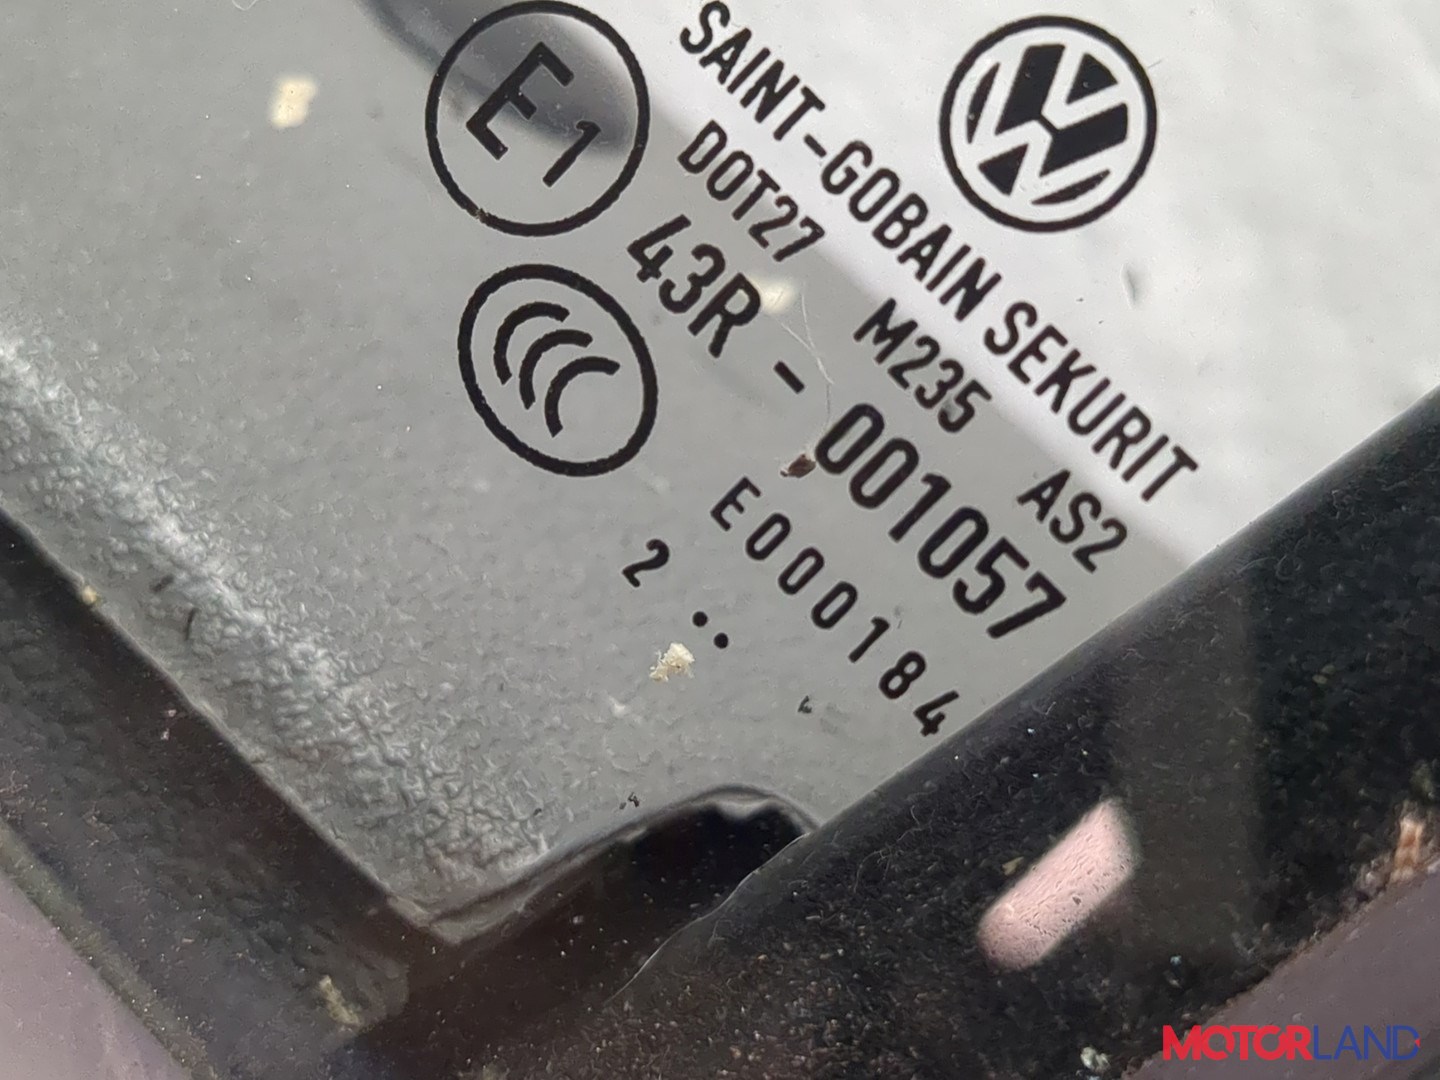 SAINT-GOBAIN SEKURIT
E1
DOT27 M235 AS2
43R - 001057
E000184
2 ..
MOTORLAND